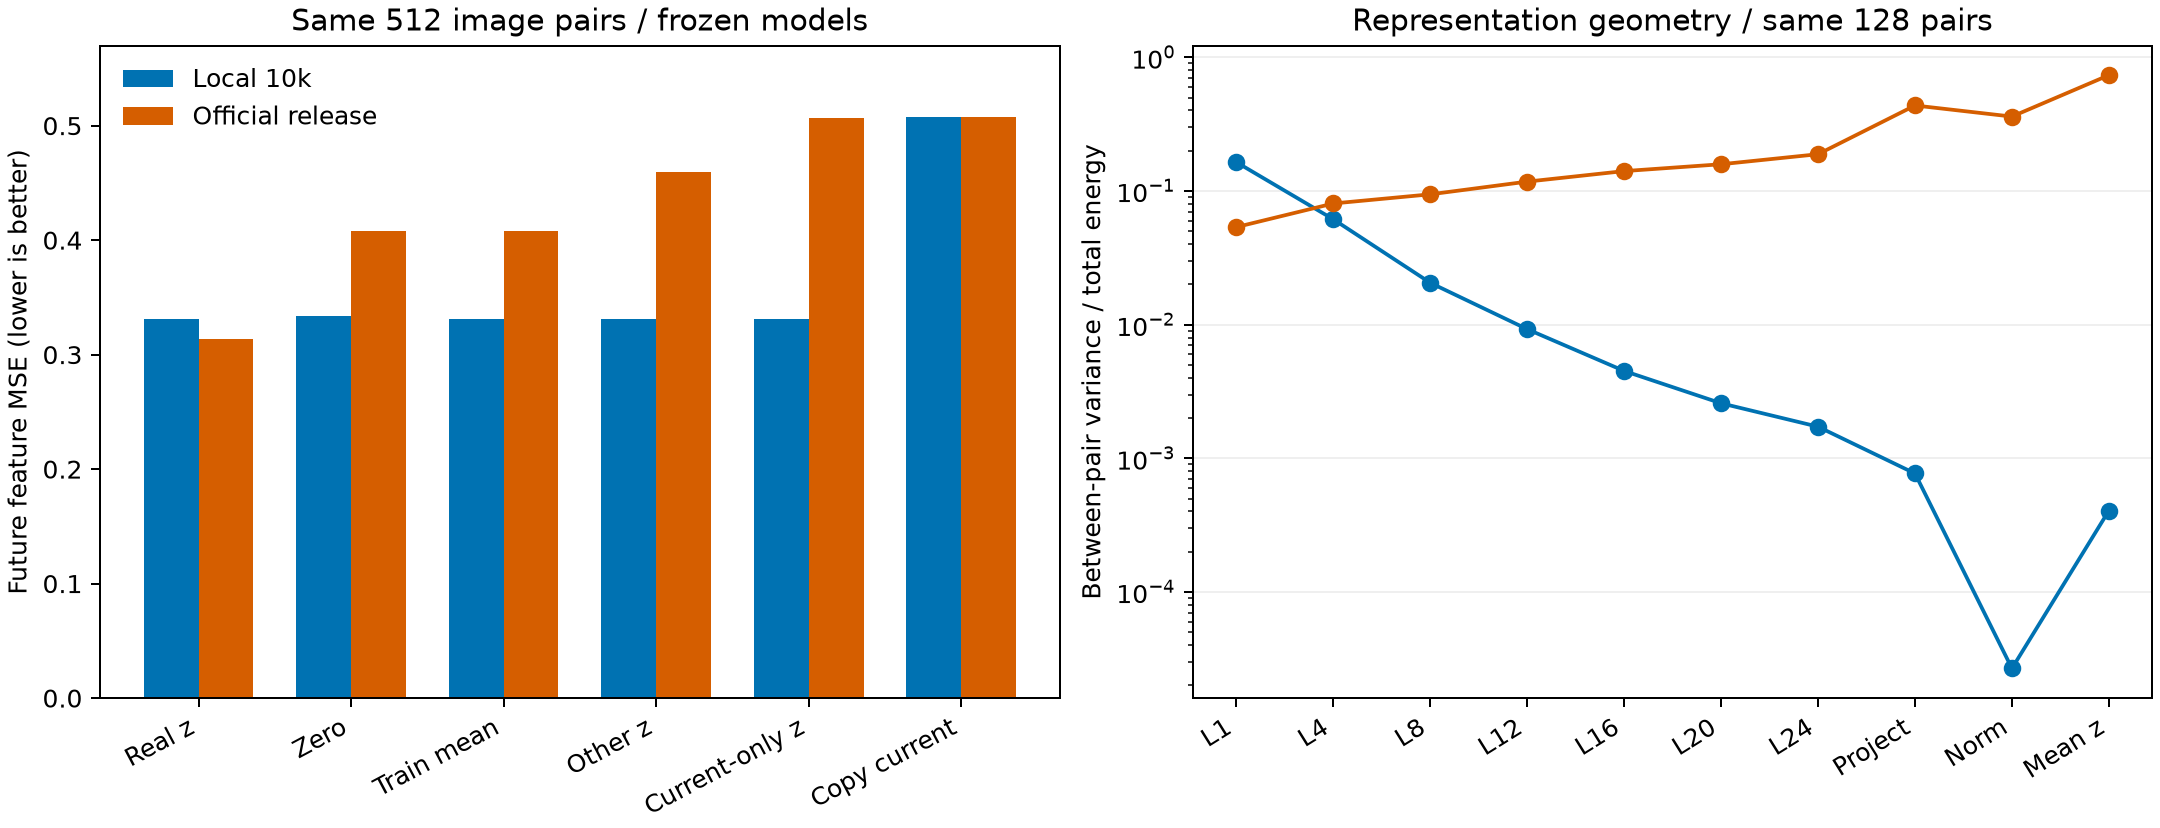 Same 512 image pairs / frozen models
Local 10k
Official release
Future feature MSE (lower is better)
0.5
0.4
0.3
0.2
0.1
0.0
Real z
Zero
Train mean
Other z
Current-only z
Copy current
Representation geometry / same 128 pairs
Between-pair variance / total energy
10⁰
10⁻¹
10⁻²
10⁻³
10⁻⁴
L1
L4
L8
L12
L16
L20
L24
Project
Norm
Mean z